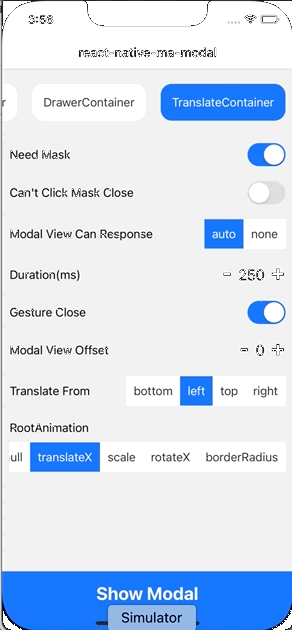 3:58
react-native-ma-modal
r DrawerContainer TranslateContainer
Need Mask
Can't Click Mask Close
Modal View Can Response auto none
Duration(ms) - 250 +
Gesture Close
Modal View Offset - 0 +
Translate From bottom left top right
RootAnimation
ull translateX scale rotateX borderRadius
Show Modal
Simulator